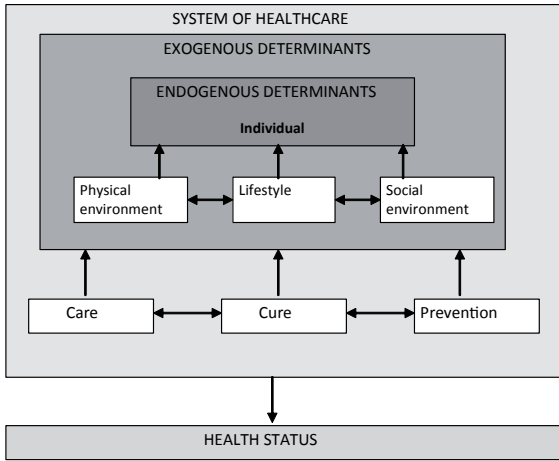 SYSTEM OF HEALTHCARE
EXOGENOUS DETERMINANTS
ENDOGENOUS DETERMINANTS
Individual
Physical
environment
Lifestyle
Social
environment
Care
Cure
Prevention
HEALTH STATUS